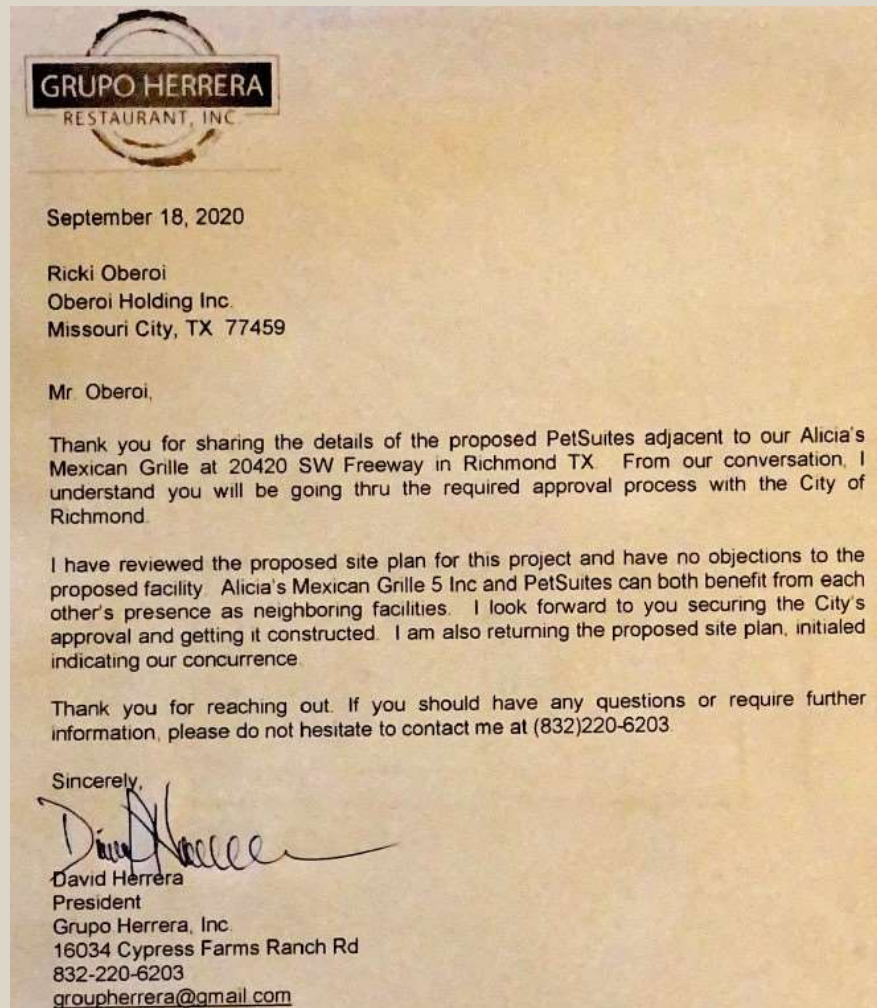 GRUPO HERRERA
RESTAURANT, INC
September 18, 2020
Ricki Oberoi
Oberoi Holding Inc.
Missouri City, TX 77459
Mr. Oberoi,
Thank you for sharing the details of the proposed PetSuites adjacent to our Alicia's
Mexican Grille at 20420 SW Freeway in Richmond TX. From our conversation, I
understand you will be going thru the required approval process with the City of
Richmond.
I have reviewed the proposed site plan for this project and have no objections to the
proposed facility. Alicia's Mexican Grille 5 Inc and PetSuites can both benefit from each
other's presence as neighboring facilities. I look forward to you securing the City's
approval and getting it constructed. I am also returning the proposed site plan, initialed
indicating our concurrence.
Thank you for reaching out. If you should have any questions or require further
information, please do not hesitate to contact me at (832)220-6203.
Sincerely,
David Herrera
President
Grupo Herrera, Inc.
16034 Cypress Farms Ranch Rd
832-220-6203
groupherrera@gmail.com